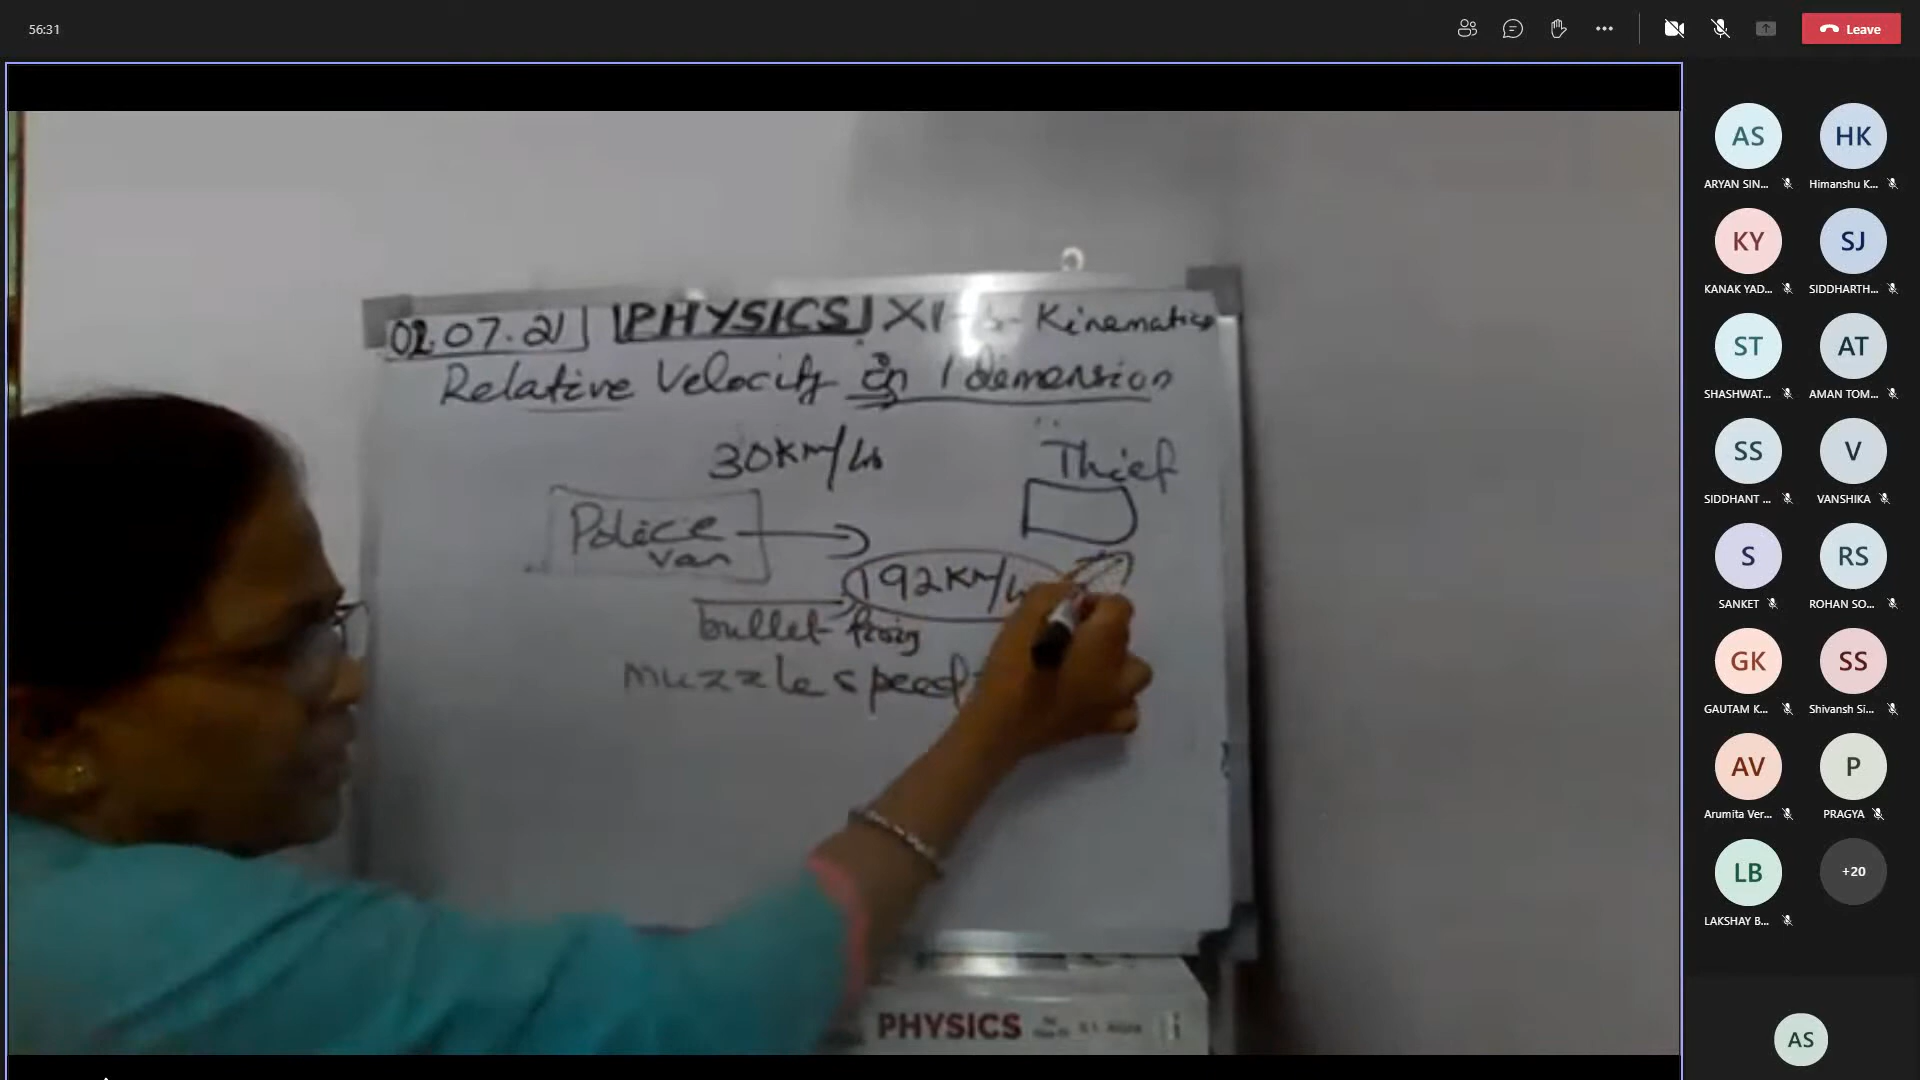 56:31
Leave
02.07.21 PHYSICS XI Kinematics
Relative Velocity in 1 dimension
30KM/hr
Thief
Police
van
192KM/
bullet firing
muzzle speed
PHYSICS
AS
HK
ARYAN SIN...
Himanshu K...
KY
SJ
KANAK YAD...
SIDDHARTH...
ST
AT
SHASHWAT...
AMAN TOM...
SS
V
SIDDHANT ...
VANSHIKA
S
RS
SANKET
ROHAN SO...
GK
SS
GAUTAM K...
Shivansh Si...
AV
P
Arumita Ver...
PRAGYA
LB
+20
LAKSHAY B...
AS